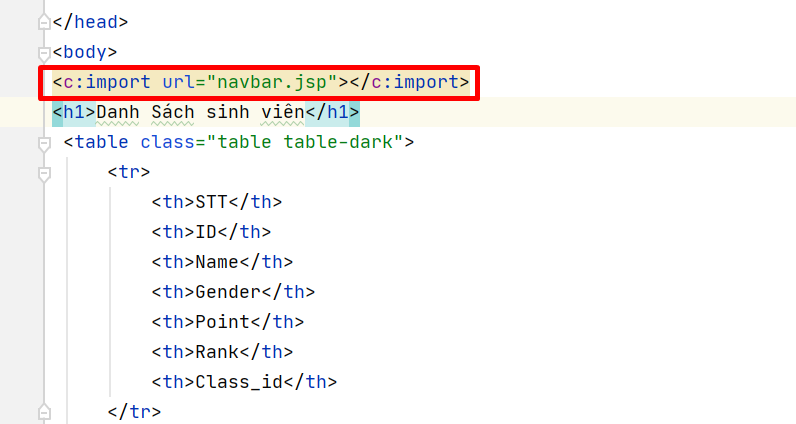 </head>
<body>
<c:import url="navbar.jsp"></c:import>
<h1>Danh Sách sinh viên</h1>
<table class="table table-dark">
<tr>
<th>STT</th>
<th>ID</th>
<th>Name</th>
<th>Gender</th>
<th>Point</th>
<th>Rank</th>
<th>Class_id</th>
</tr>